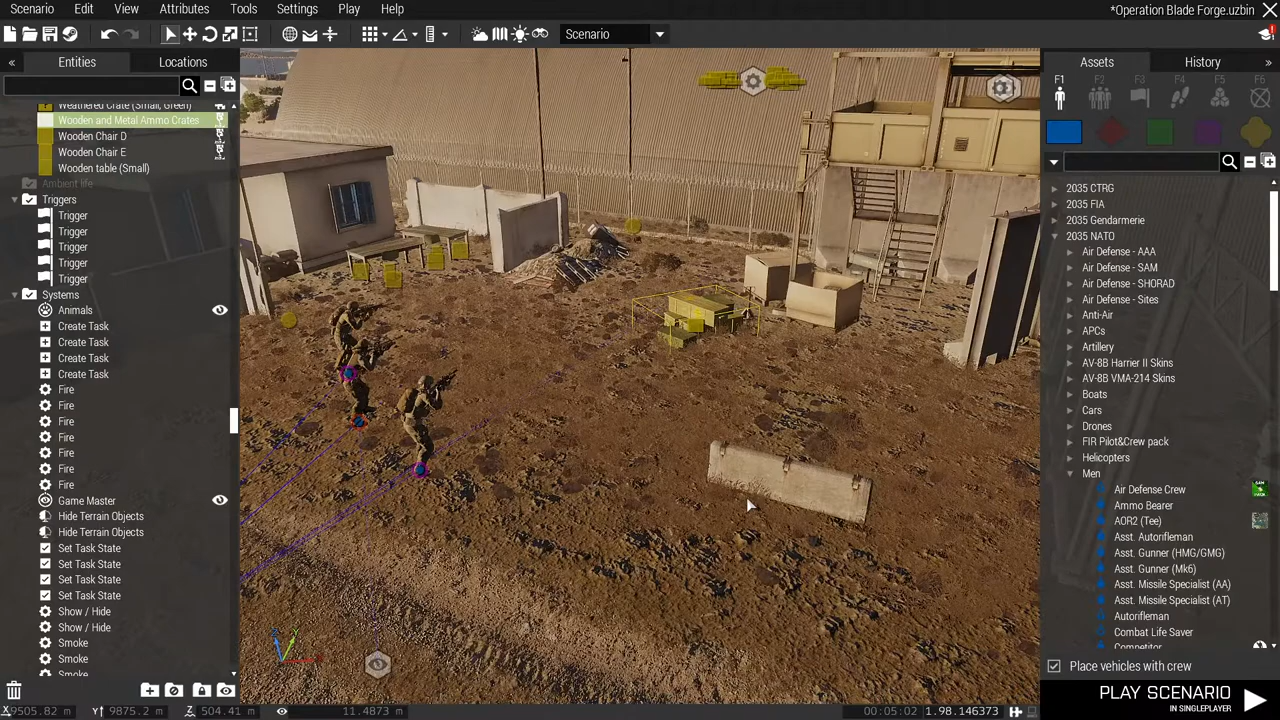 Scenario Edit View Attributes Tools Settings Play Help *Operation Blade Forge.uzbin
Scenario
« Entities Locations Assets History »
F1 F2 F3 F4 F5 F6
Weathered Crate (Small, Green)
Wooden and Metal Ammo Crates
Wooden Chair D
Wooden Chair E
Wooden table (Small)
Ambient life
Triggers
Trigger
Trigger
Trigger
Trigger
Trigger
Systems
Animals
Create Task
Create Task
Create Task
Create Task
Fire
Fire
Fire
Fire
Fire
Fire
Fire
Game Master
Hide Terrain Objects
Hide Terrain Objects
Set Task State
Set Task State
Set Task State
Set Task State
Show / Hide
Show / Hide
Smoke
Smoke
Smoke
2035 CTRG
2035 FIA
2035 Gendarmerie
2035 NATO
Air Defense - AAA
Air Defense - SAM
Air Defense - SHORAD
Air Defense - Sites
Anti-Air
APCs
Artillery
AV-8B Harrier II Skins
AV-8B VMA-214 Skins
Boats
Cars
Drones
FIR Pilot&Crew pack
Helicopters
Men
Air Defense Crew
Ammo Bearer
AOR2 (Tee)
Asst. Autorifleman
Asst. Gunner (HMG/GMG)
Asst. Gunner (Mk6)
Asst. Missile Specialist (AA)
Asst. Missile Specialist (AT)
Autorifleman
Combat Life Saver
Competitor
Place vehicles with crew
PLAY SCENARIO
IN SINGLEPLAYER
X 9505.82 m Y 9875.2 m Z 504.41 m 11.4873 m 00:05:02 1.98.146373